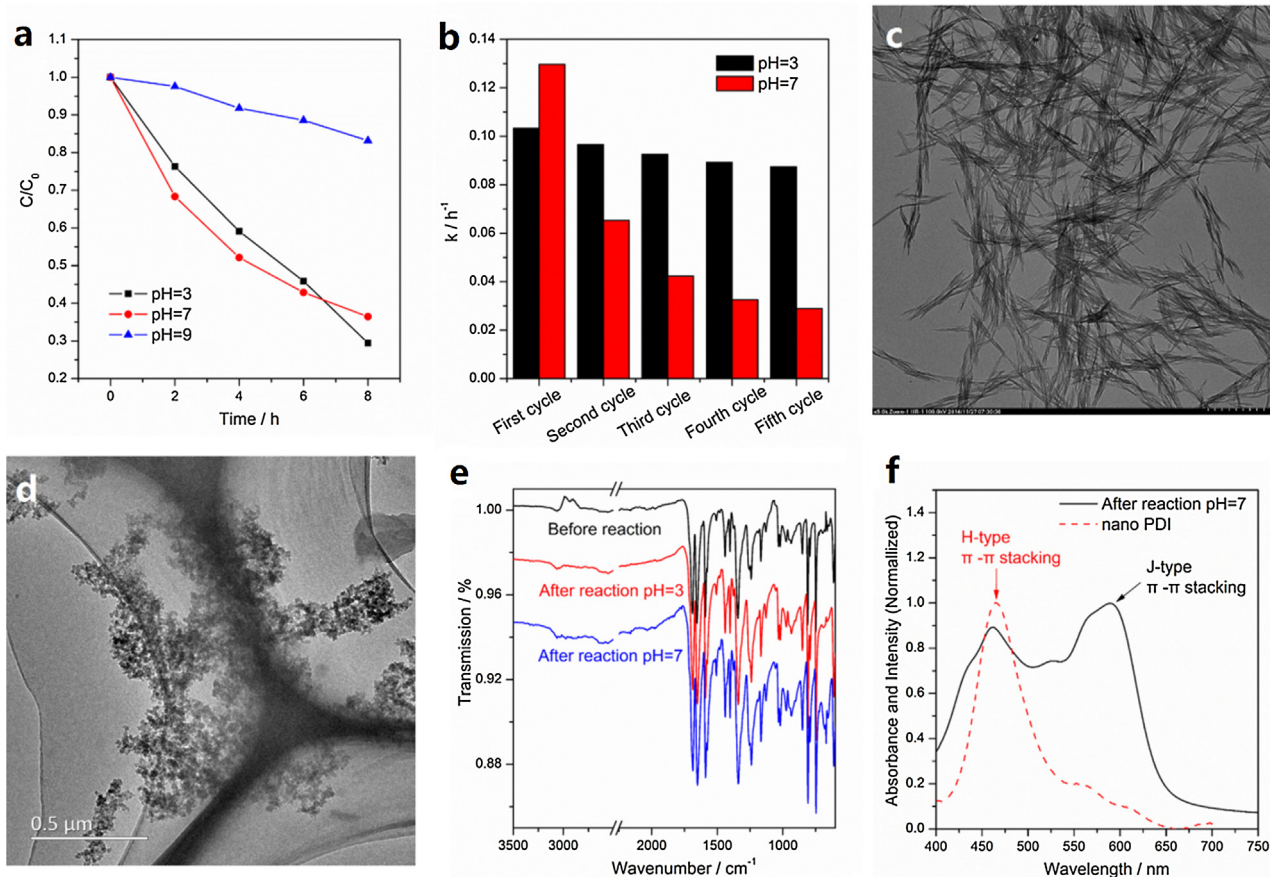 a
1.1
1.0
0.9
0.8
0.7
0.6
0.5
0.4
0.3
0.2
C/C0
pH=3
pH=7
pH=9
0 2 4 6 8
Time / h
b
0.14
0.12
0.10
0.08
0.06
0.04
0.02
0.00
k / h-1
pH=3
pH=7
First cycle
Second cycle
Third cycle
Fourth cycle
Fifth cycle
c
d
0.5 μm
e
1.00
0.96
0.92
0.88
Transmission / %
Before reaction
After reaction pH=3
After reaction pH=7
3500 3000 2000 1500 1000
Wavenumber / cm-1
f
1.4
1.2
1.0
0.8
0.6
0.4
0.2
0.0
Absorbance and Intensity (Normallized)
After reaction pH=7
nano PDI
H-type
π -π stacking
J-type
π -π stacking
400 450 500 550 600 650 700 750
Wavelength / nm